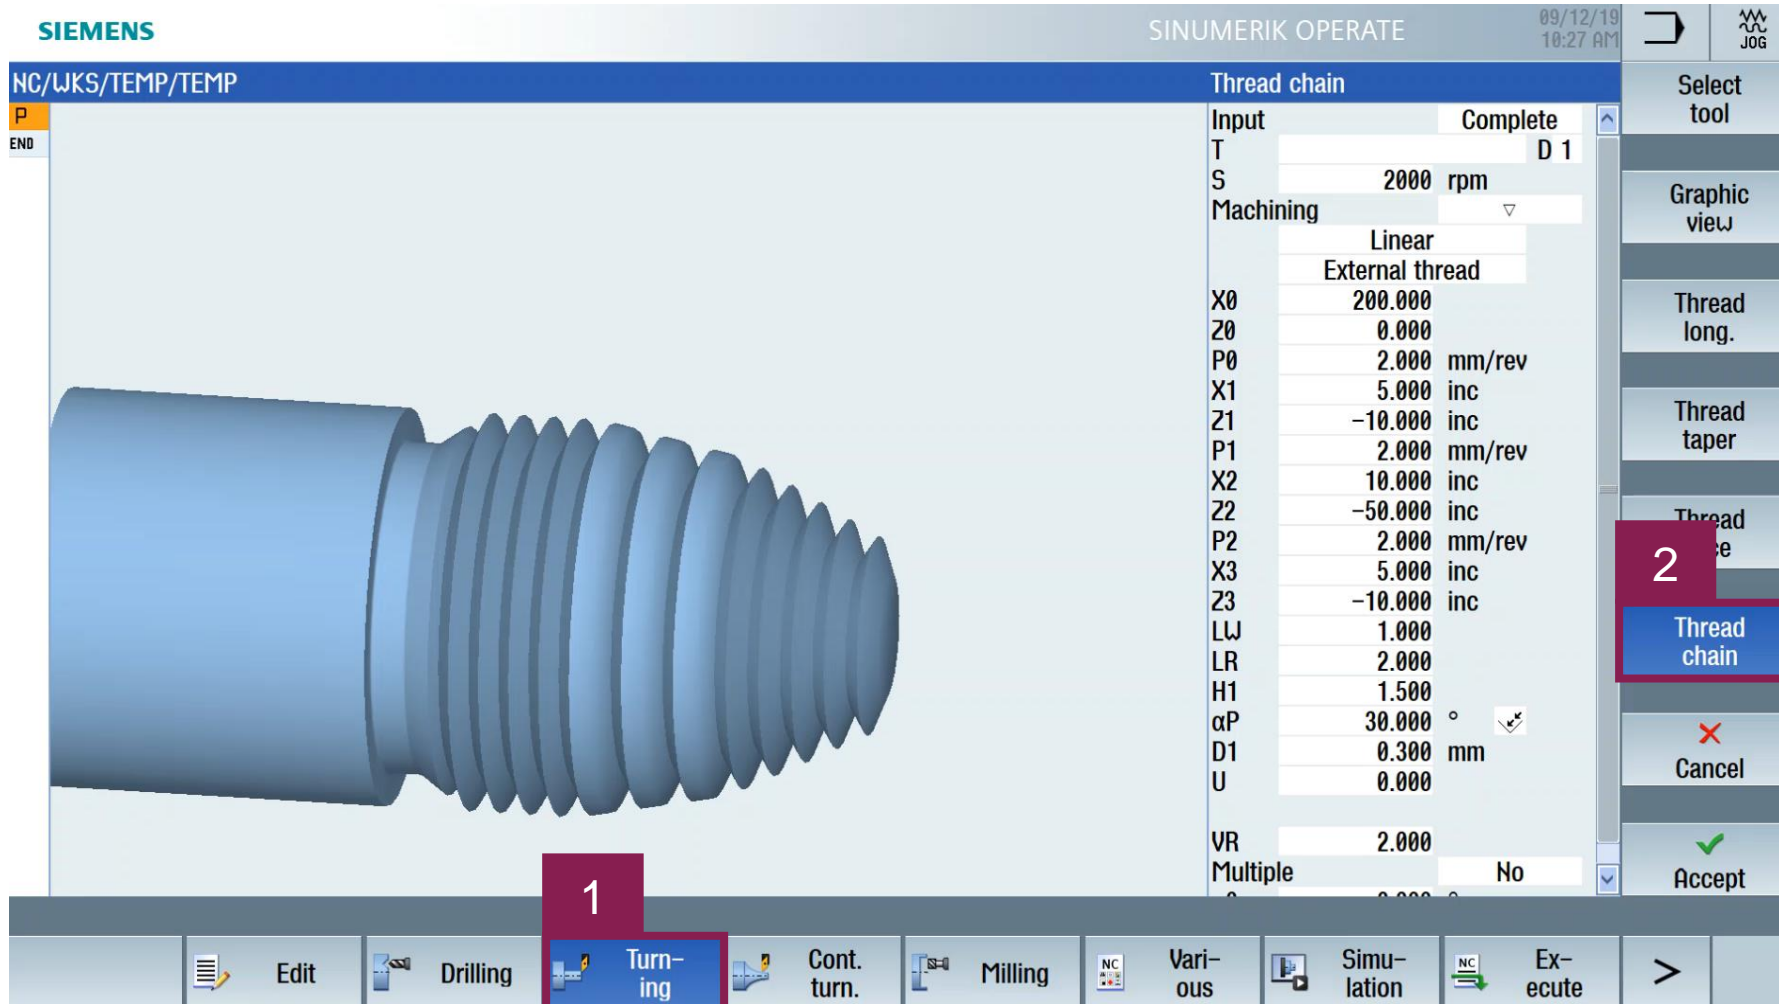 SIEMENS
SINUMERIK OPERATE
09/12/19
10:27 AM
JOG
NC/WKS/TEMP/TEMP
Thread chain
P
END
Input Complete
T D 1
S 2000 rpm
Machining ▽
Linear
External thread
X0 200.000
Z0 0.000
P0 2.000 mm/rev
X1 5.000 inc
Z1 -10.000 inc
P1 2.000 mm/rev
X2 10.000 inc
Z2 -50.000 inc
P2 2.000 mm/rev
X3 5.000 inc
Z3 -10.000 inc
LW 1.000
LR 2.000
H1 1.500
αP 30.000 °
D1 0.300 mm
U 0.000
VR 2.000
Multiple No
Select
tool
Graphic
view
Thread
long.
Thread
taper
Thread
2
Thread
chain
Cancel
Accept
1
Edit
Drilling
Turn-
ing
Cont.
turn.
Milling
NC
Vari-
ous
Simu-
lation
NC
Ex-
ecute
>